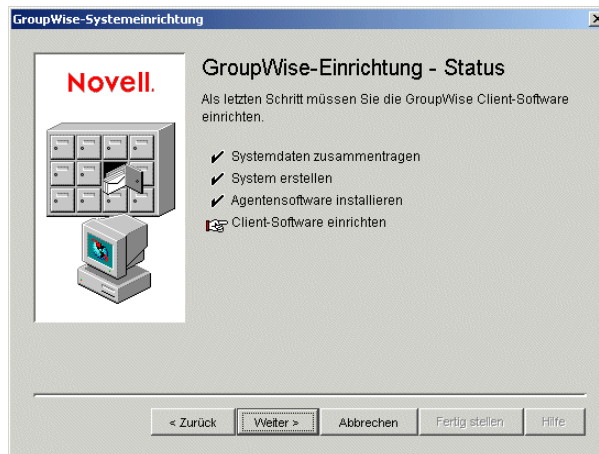 GroupWise-Systemeinrichtung
Novell.
GroupWise-Einrichtung - Status
Als letzten Schritt müssen Sie die GroupWise Client-Software
einrichten.
Systemdaten zusammentragen
System erstellen
Agentensoftware installieren
Client-Software einrichten
< Zurück
Weiter >
Abbrechen
Fertig stellen
Hilfe